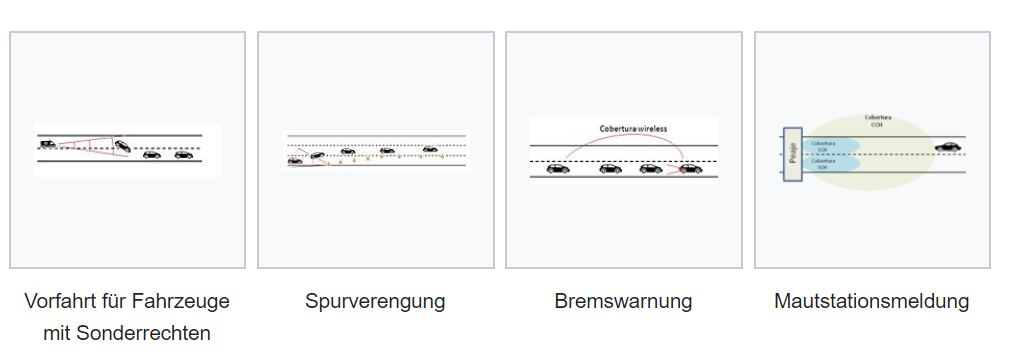 Cobertura wireless
Cobertura
CCH
Peaje
Cobertura
SCH
Cobertura
SCH
Vorfahrt für Fahrzeuge
mit Sonderrechten
Spurverengung
Bremswarnung
Mautstationsmeldung